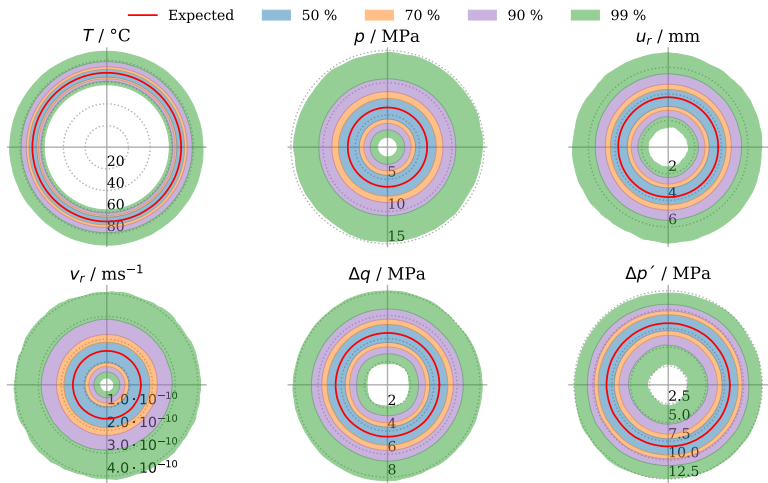 Expected 50 % 70 % 90 % 99 %
T / °C
p / MPa
u_r / mm
20
40
60
80
5
10
15
2
4
6
v_r / ms⁻¹
Δq / MPa
Δp´ / MPa
1.0 · 10⁻¹⁰
2.0 · 10⁻¹⁰
3.0 · 10⁻¹⁰
4.0 · 10⁻¹⁰
2
4
6
8
2.5
5.0
7.5
10.0
12.5